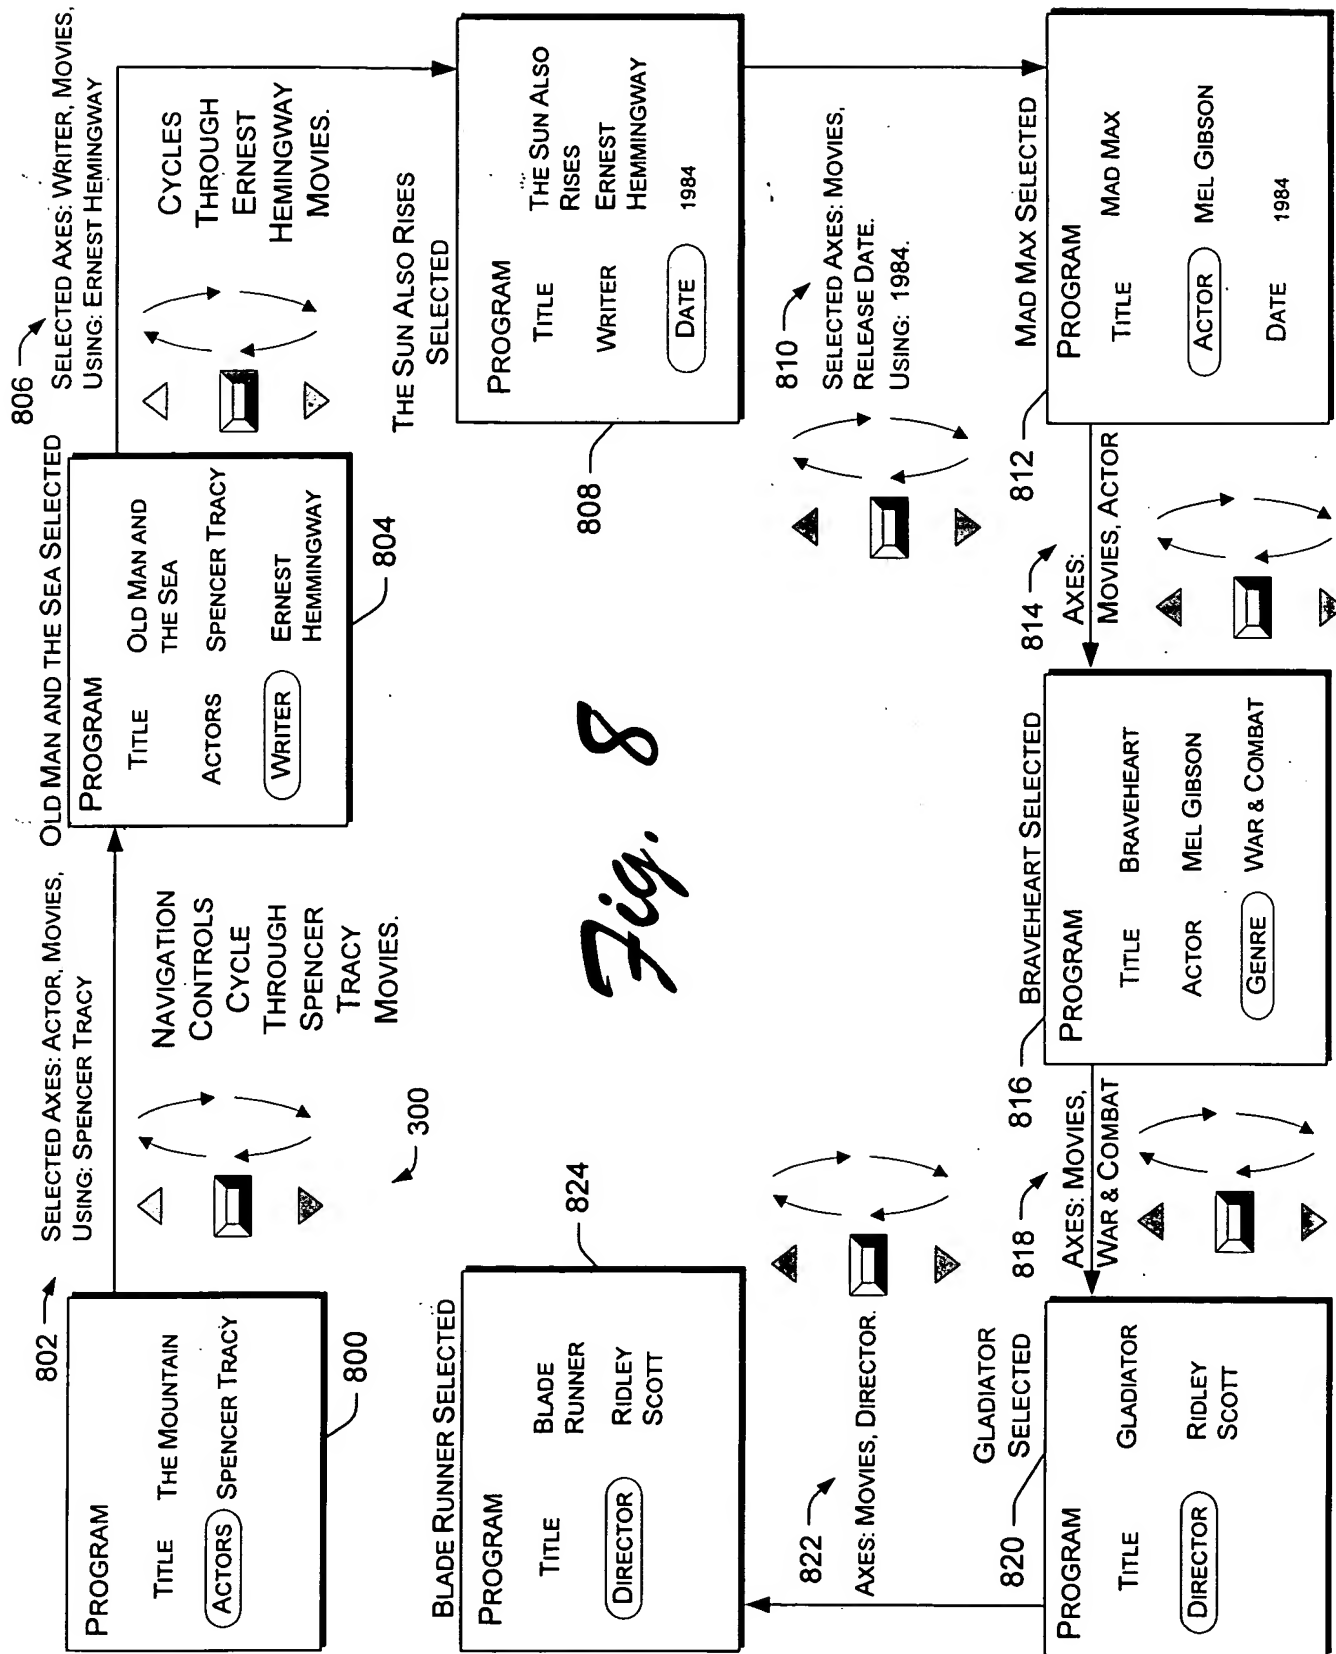 802
SELECTED AXES: ACTOR, MOVIES,
USING: SPENCER TRACY
PROGRAM
TITLE THE MOUNTAIN
ACTORS SPENCER TRACY
800
NAVIGATION
CONTROLS
CYCLE
THROUGH
SPENCER
TRACY
MOVIES.
300
OLD MAN AND THE SEA SELECTED
PROGRAM
TITLE OLD MAN AND
THE SEA
ACTORS SPENCER TRACY
WRITER ERNEST
HEMMINGWAY
804
806
SELECTED AXES: WRITER, MOVIES,
USING: ERNEST HEMINGWAY
CYCLES
THROUGH
ERNEST
HEMINGWAY
MOVIES.
THE SUN ALSO RISES
SELECTED
PROGRAM
TITLE THE SUN ALSO
RISES
WRITER ERNEST
HEMMINGWAY
DATE 1984
808
810
SELECTED AXES: MOVIES,
RELEASE DATE.
USING: 1984.
MAD MAX SELECTED
812
PROGRAM
TITLE MAD MAX
ACTOR MEL GIBSON
DATE 1984
814
AXES:
MOVIES, ACTOR
BRAVEHEART SELECTED
816
PROGRAM
TITLE BRAVEHEART
ACTOR MEL GIBSON
GENRE WAR & COMBAT
818
AXES: MOVIES,
WAR & COMBAT
GLADIATOR
SELECTED
820
PROGRAM
TITLE GLADIATOR
DIRECTOR RIDLEY
SCOTT
822
AXES: MOVIES, DIRECTOR.
BLADE RUNNER SELECTED
824
PROGRAM
TITLE BLADE
RUNNER
DIRECTOR RIDLEY
SCOTT
Fig. 8